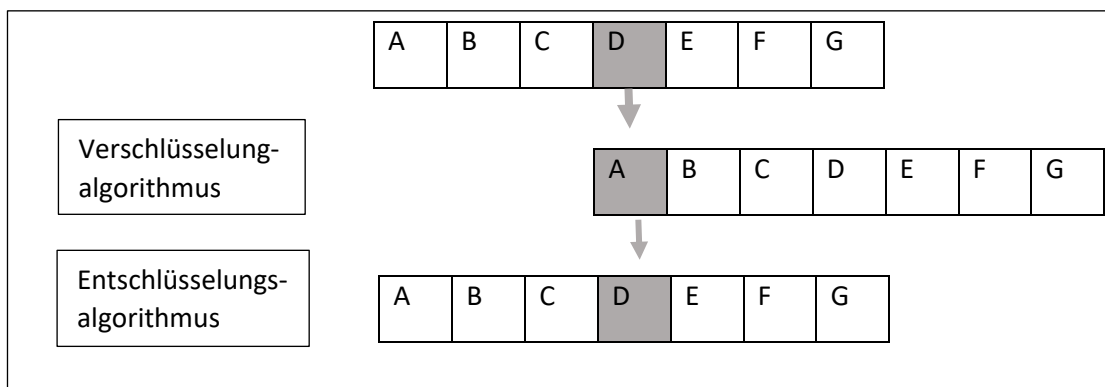 A B C D E F G
Verschlüsselung-
algorithmus
A B C D E F G
Entschlüsselungs-
algorithmus
A B C D E F G